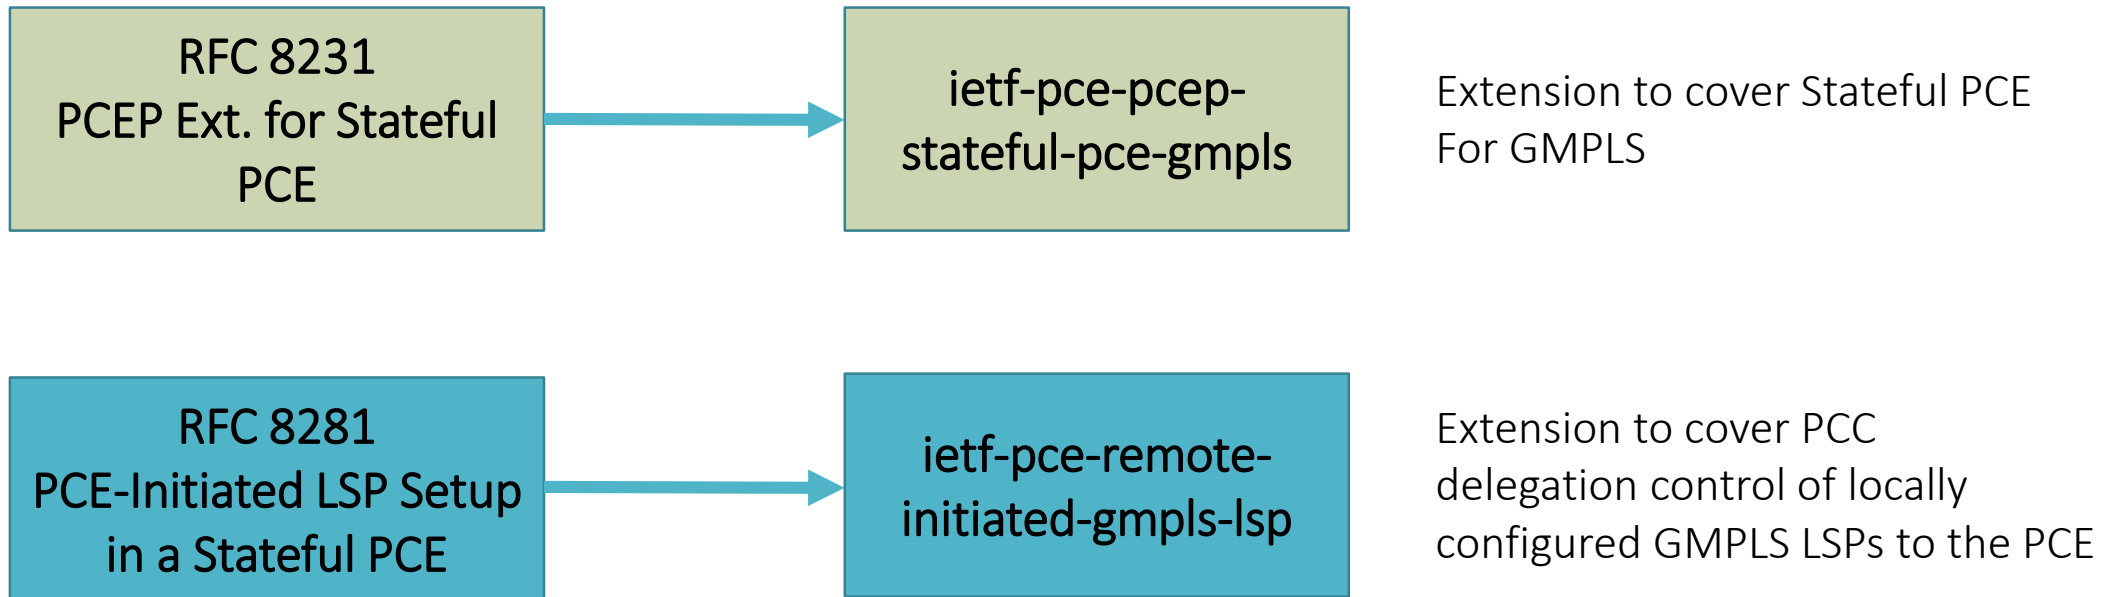 RFC 8231
PCEP Ext. for Stateful
PCE
ietf-pce-pcep-
stateful-pce-gmpls
Extension to cover Stateful PCE
For GMPLS
RFC 8281
PCE-Initiated LSP Setup
in a Stateful PCE
ietf-pce-remote-
initiated-gmpls-lsp
Extension to cover PCC
delegation control of locally
configured GMPLS LSPs to the PCE